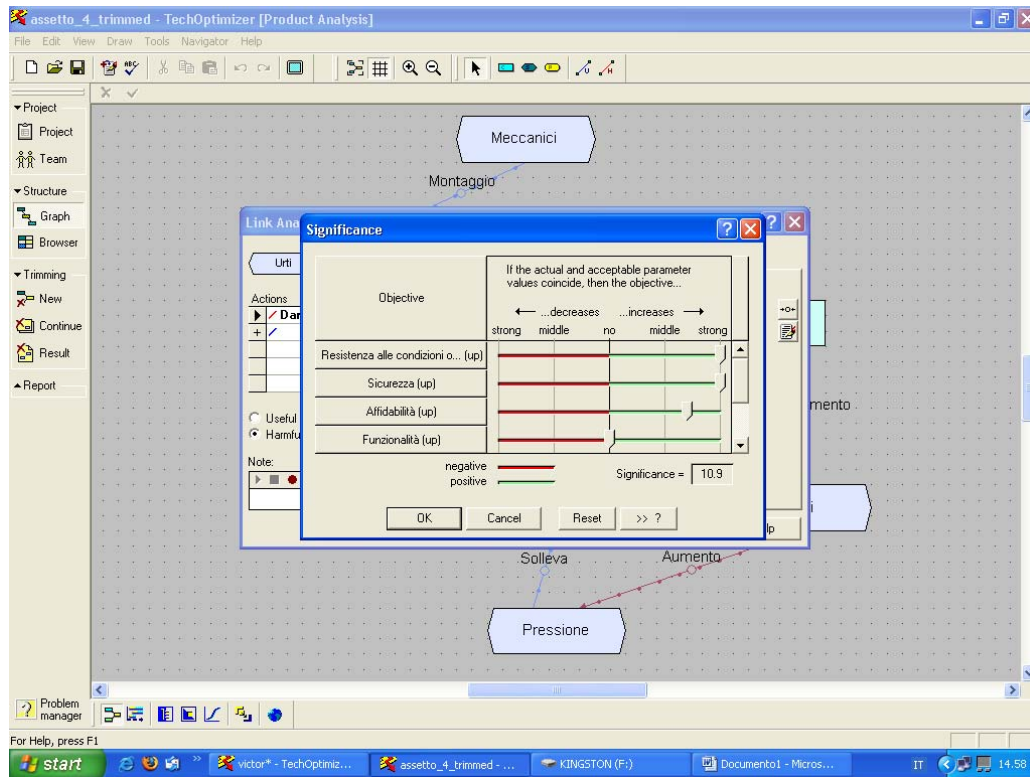 assetto_4_trimmed - TechOptimizer [Product Analysis]
File Edit View Draw Tools Navigator Help
Project
Project
Team
Structure
Graph
Browser
Trimming
New
Continue
Result
Report
Problem
manager
Meccanici
Montaggio
Link Ana
Urti
Actions
Dar
Useful
Harmfu
Note:
Significance
Objective
If the actual and acceptable parameter
values coincide, then the objective...
...decreases ...increases
strong middle no middle strong
Resistenza alle condizioni o... (up)
Sicurezza (up)
Affidabilità (up)
Funzionalità (up)
negative
positive
Significance = 10.9
OK Cancel Reset >> ?
mento
i
lp
Solleva
Aumento
Pressione
For Help, press F1
start
victor* - TechOptimiz...
assetto_4_trimmed - ...
KINGSTON (F:)
Documento1 - Micros...
IT
14.58